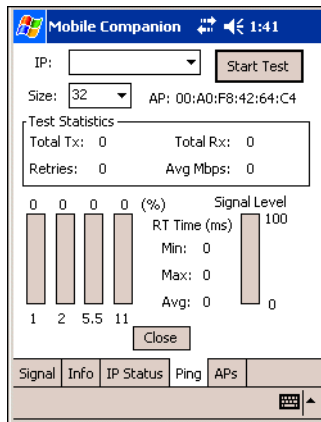 Mobile Companion 1:41
IP: Start Test
Size: 32 AP: 00:A0:F8:42:64:C4
Test Statistics
Total Tx: 0 Total Rx: 0
Retries: 0 Avg Mbps: 0
0 0 0 0 (%) Signal Level
RT Time (ms) 100
Min: 0
Max: 0
Avg: 0 0
1 2 5.5 11
Close
Signal Info IP Status Ping APs